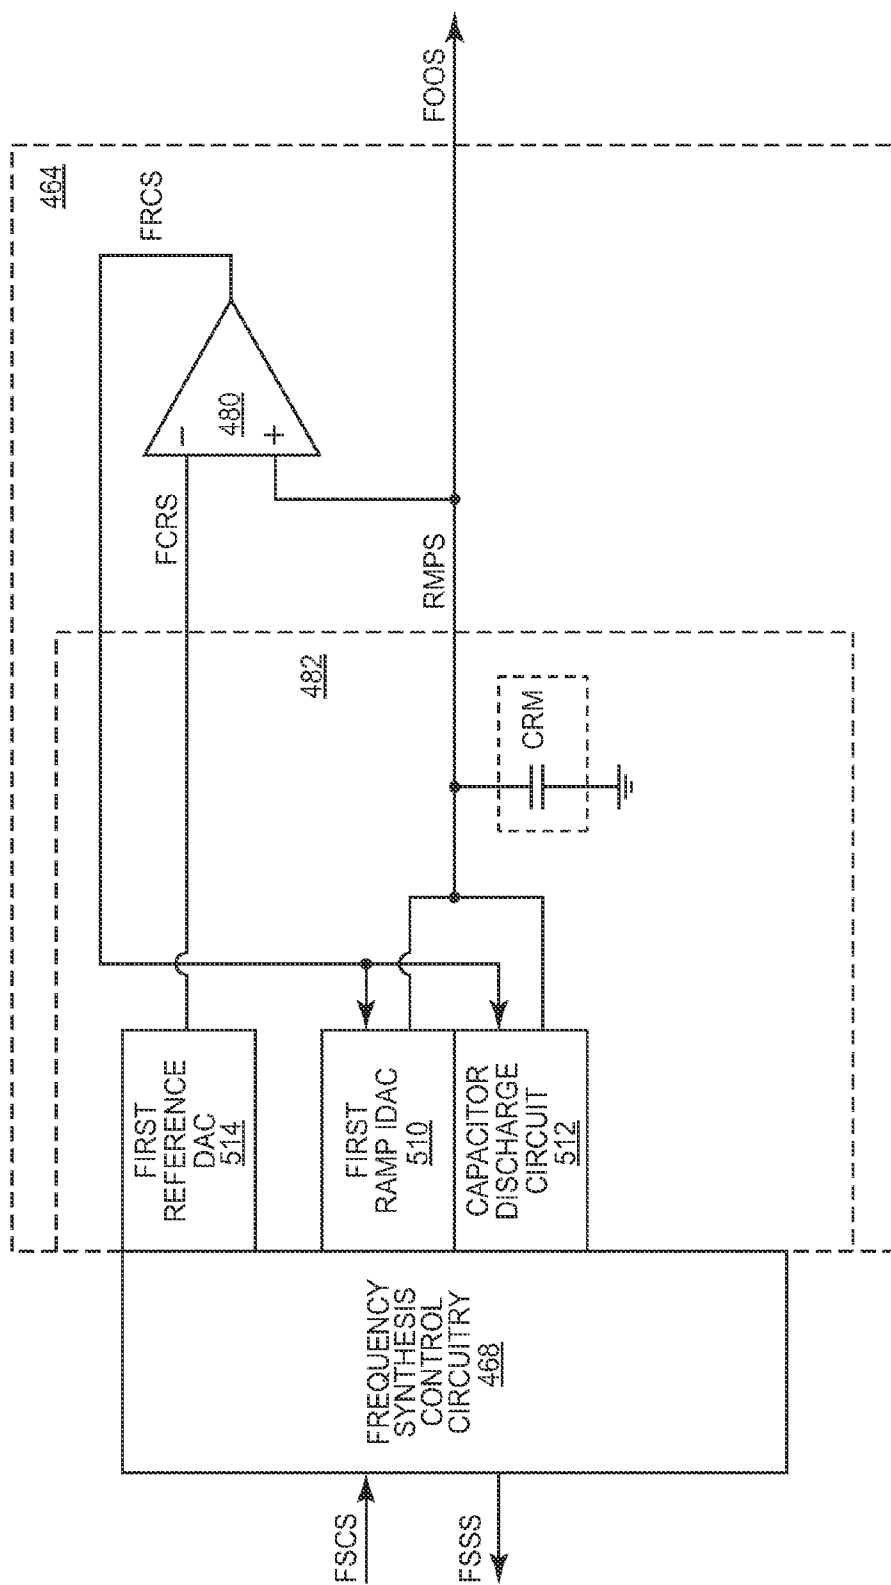 464
FRCS
FOOS
480
−
+
FCRS
RMPS
482
CRM
FIRST
REFERENCE
DAC
514
FIRST
RAMP IDAC
510
CAPACITOR
DISCHARGE
CIRCUIT
512
FREQUENCY
SYNTHESIS
CONTROL
CIRCUITRY
468
FSCS
FSSS